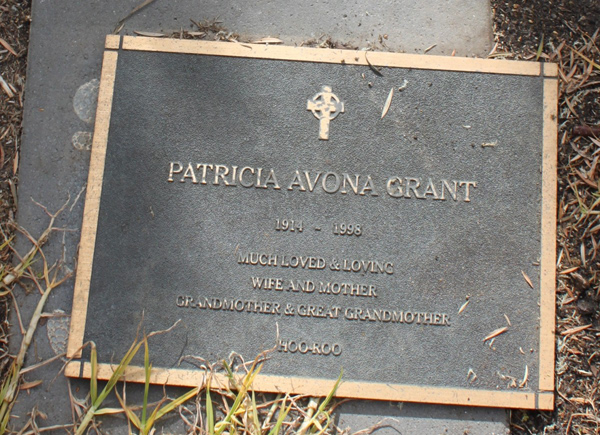 PATRICIA AVONA GRANT
1914 - 1998
MUCH LOVED & LOVING
WIFE AND MOTHER
GRANDMOTHER & GREAT GRANDMOTHER
HOO-ROO